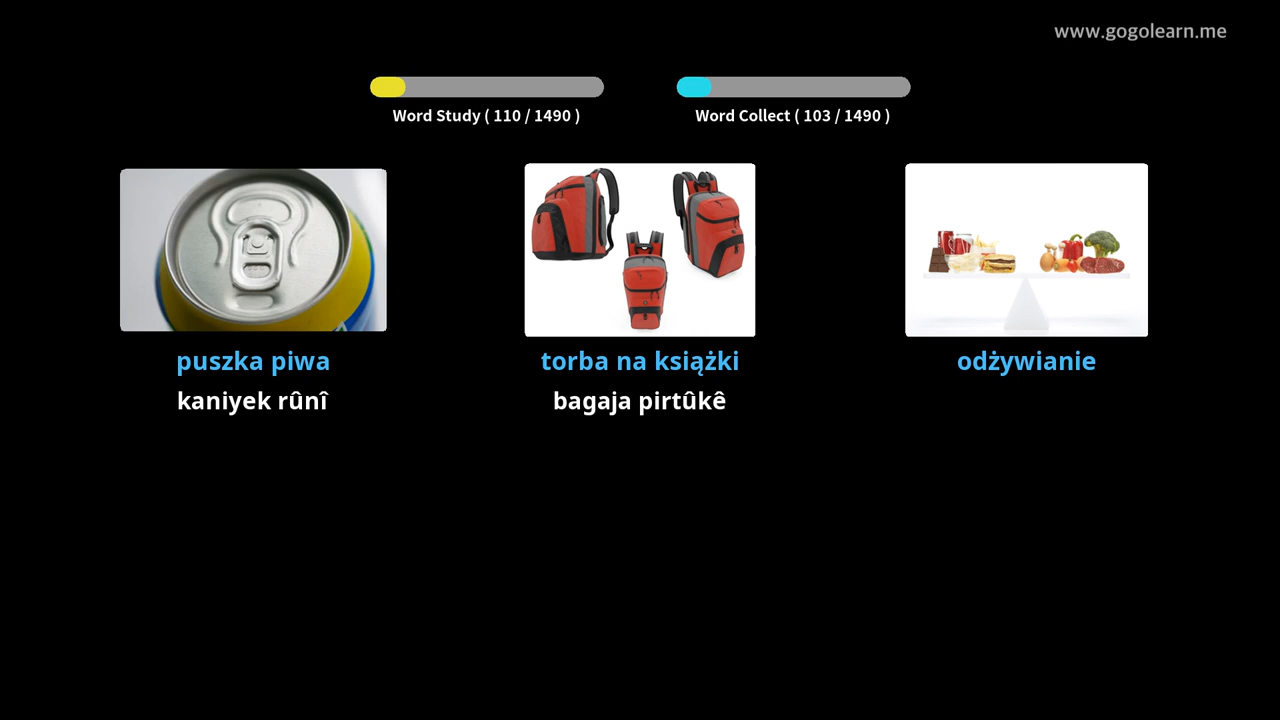 www.gogolearn.me
Word Study ( 110 / 1490 )
Word Collect ( 103 / 1490 )
puszka piwa
torba na książki
odżywianie
kaniyek rûnî
bagaja pirtûkê